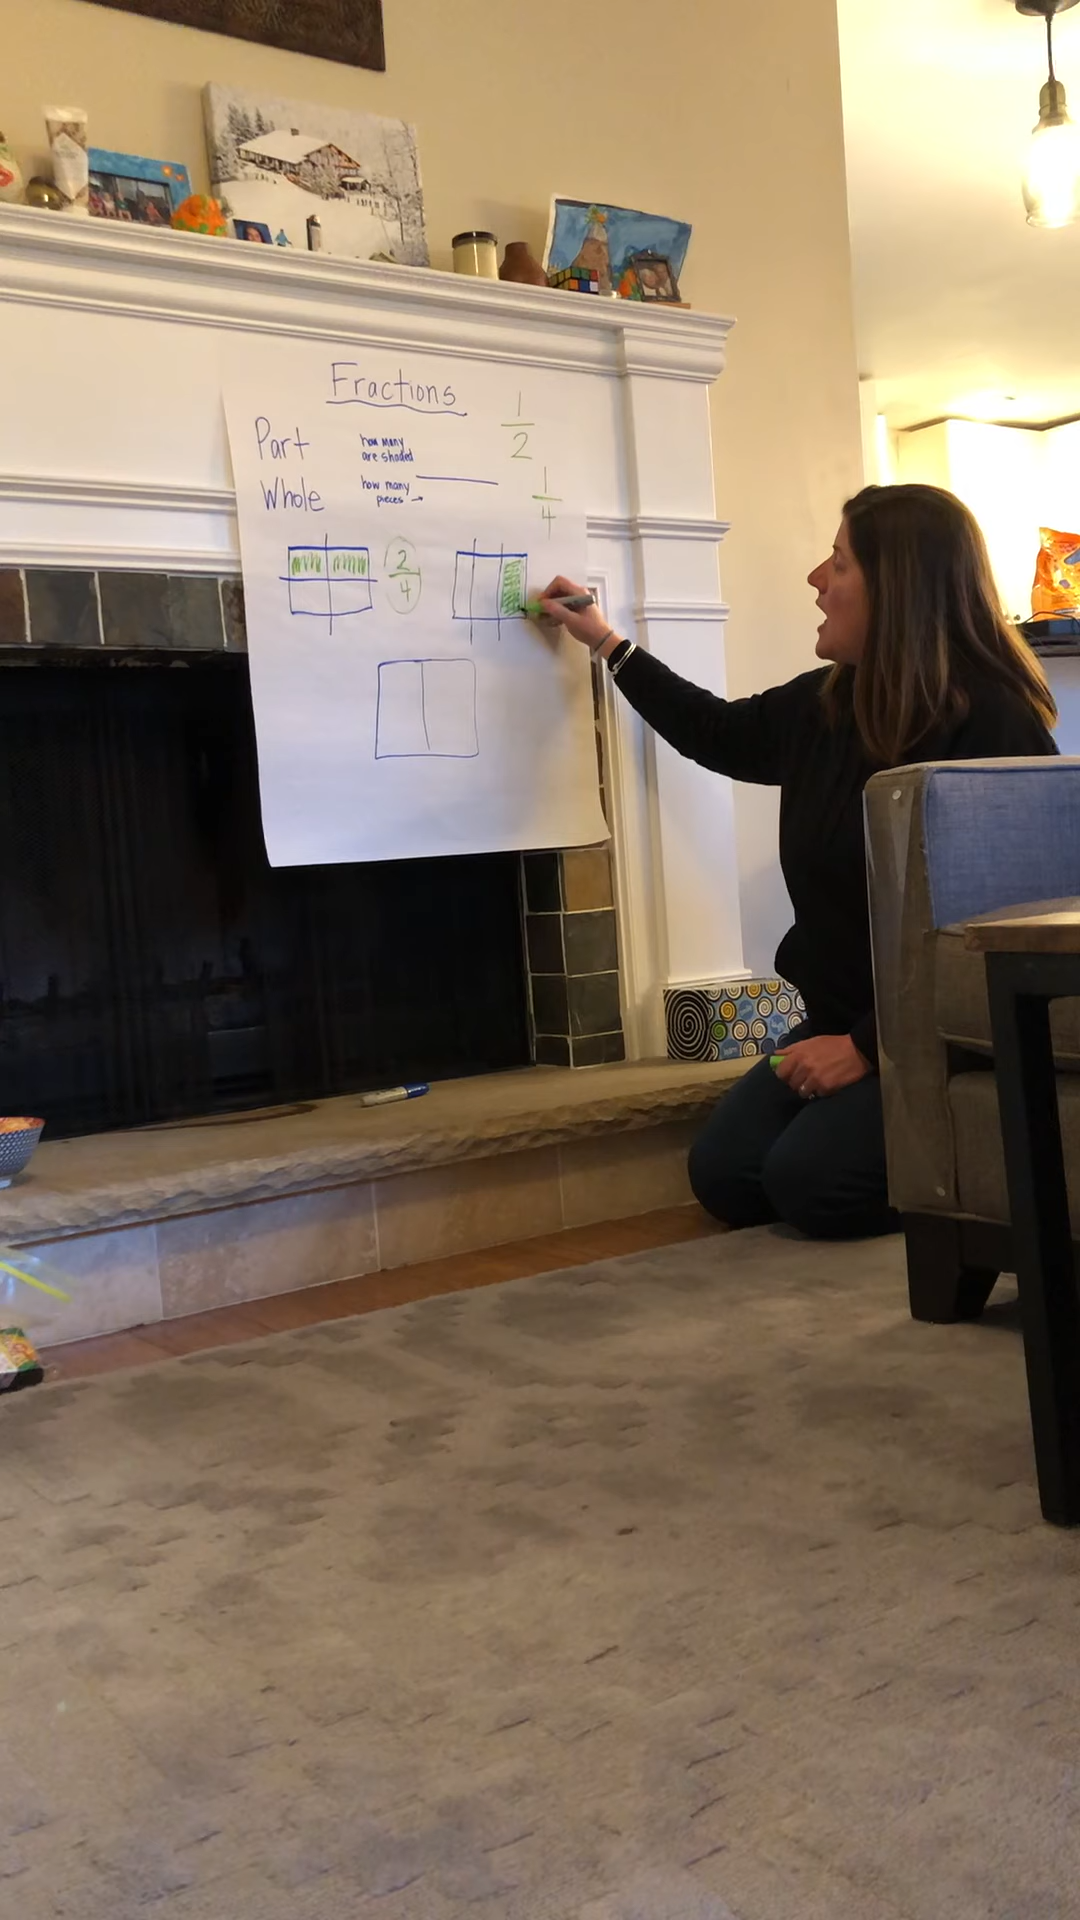 Fractions
Part
how many
are shaded
Whole
how many
pieces →
1
2
1
4
2
4